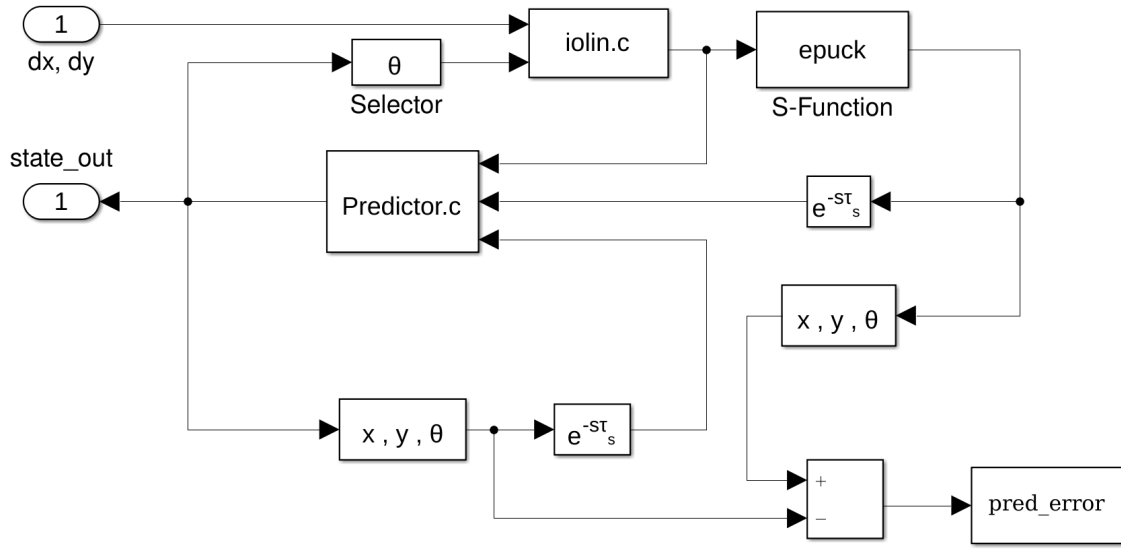 1
dx, dy
θ
Selector
iolin.c
epuck
S-Function
state_out
1
Predictor.c
e^-sτ_s
x , y , θ
x , y , θ
e^-sτ_s
+
−
pred_error